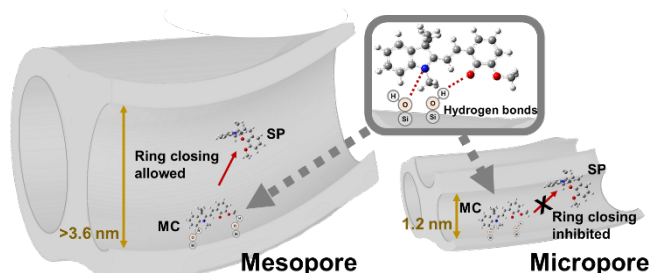 H
O
Si
H
O
Si
Hydrogen bonds
SP
Ring closing
allowed
>3.6 nm
MC
Mesopore
SP
MC
1.2 nm
Ring closing
inhibited
Micropore